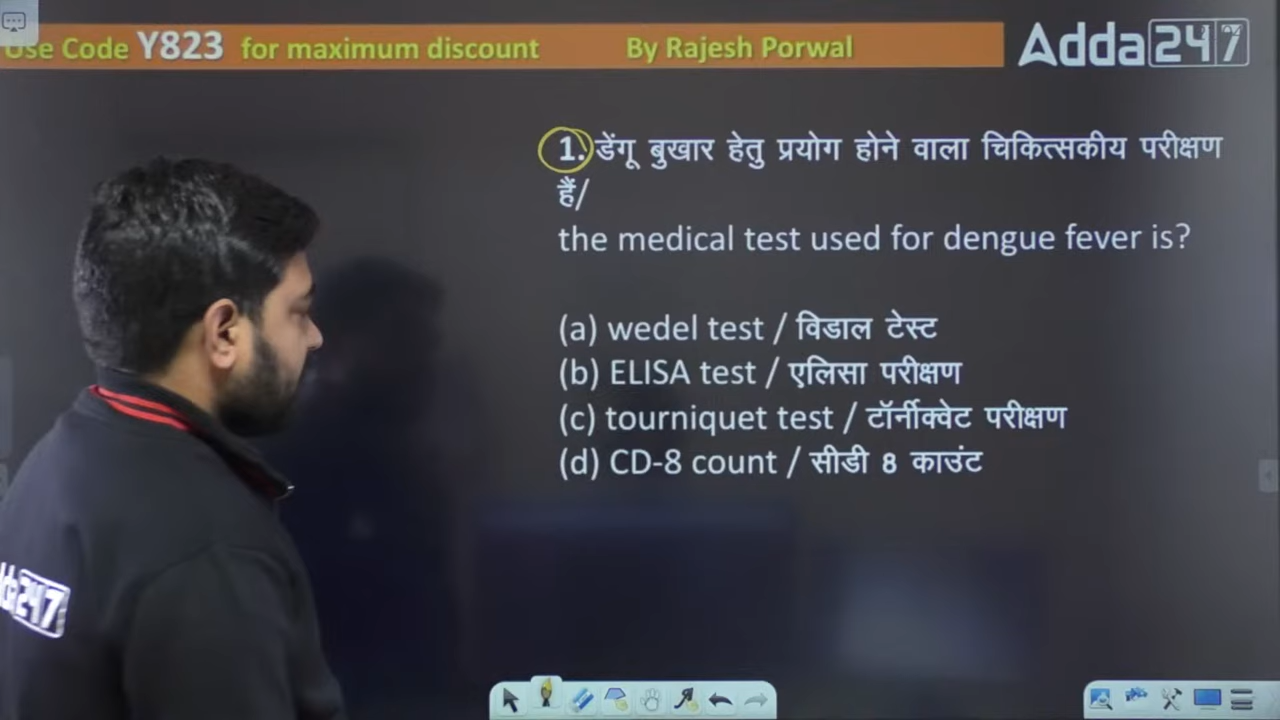 Use Code Y823 for maximum discount By Rajesh Porwal
Adda247
1. डेंगू बुखार हेतु प्रयोग होने वाला चिकित्सकीय परीक्षण
हैं/
the medical test used for dengue fever is?
(a) wedel test / विडाल टेस्ट
(b) ELISA test / एलिसा परीक्षण
(c) tourniquet test / टॉर्नीक्वेट परीक्षण
(d) CD-8 count / सीडी 8 काउंट
247